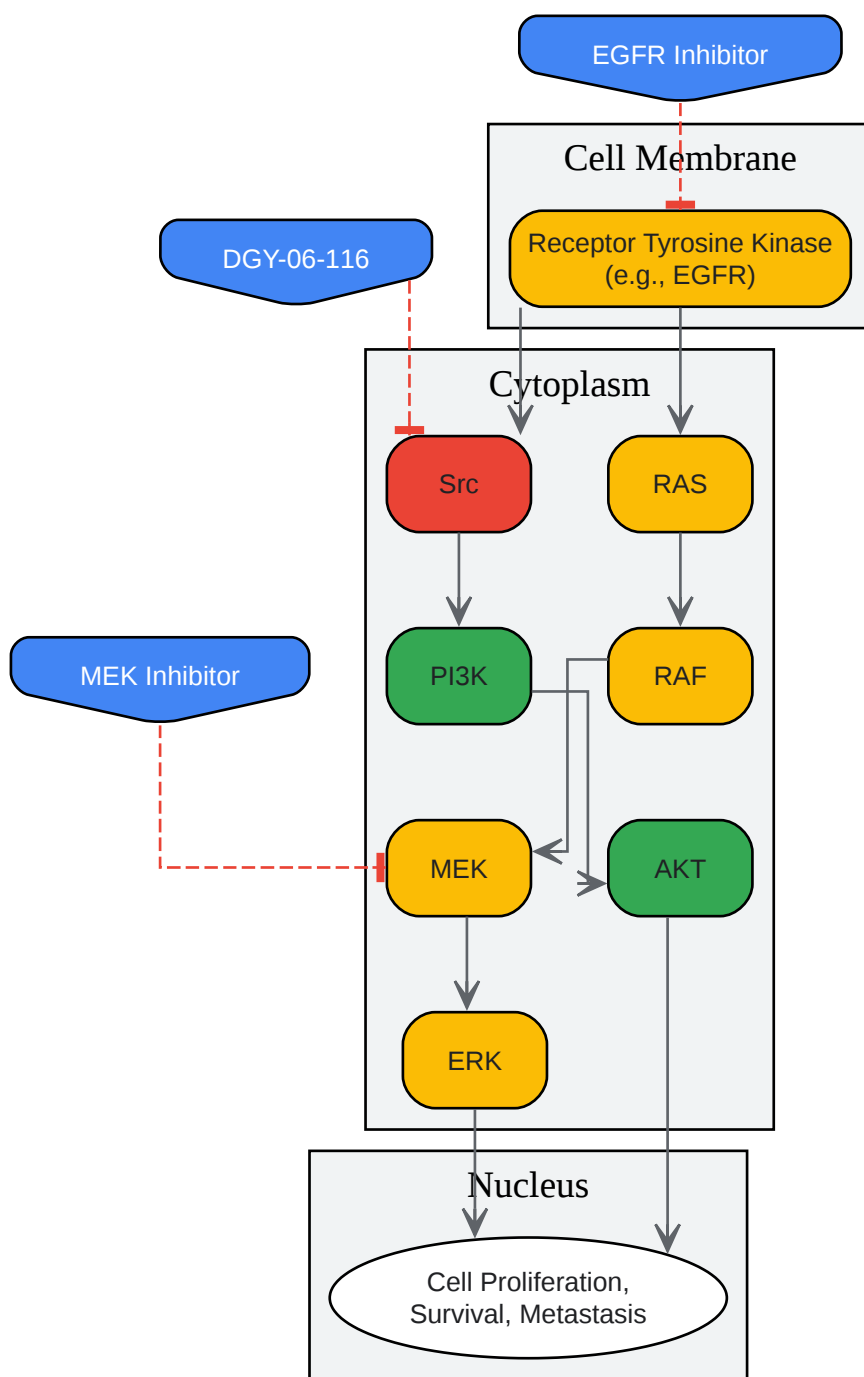 EGFR Inhibitor
Cell Membrane
Receptor Tyrosine Kinase
(e.g., EGFR)
DGY-06-116
Cytoplasm
Src
RAS
PI3K
RAF
MEK Inhibitor
MEK
AKT
ERK
Nucleus
Cell Proliferation,
Survival, Metastasis